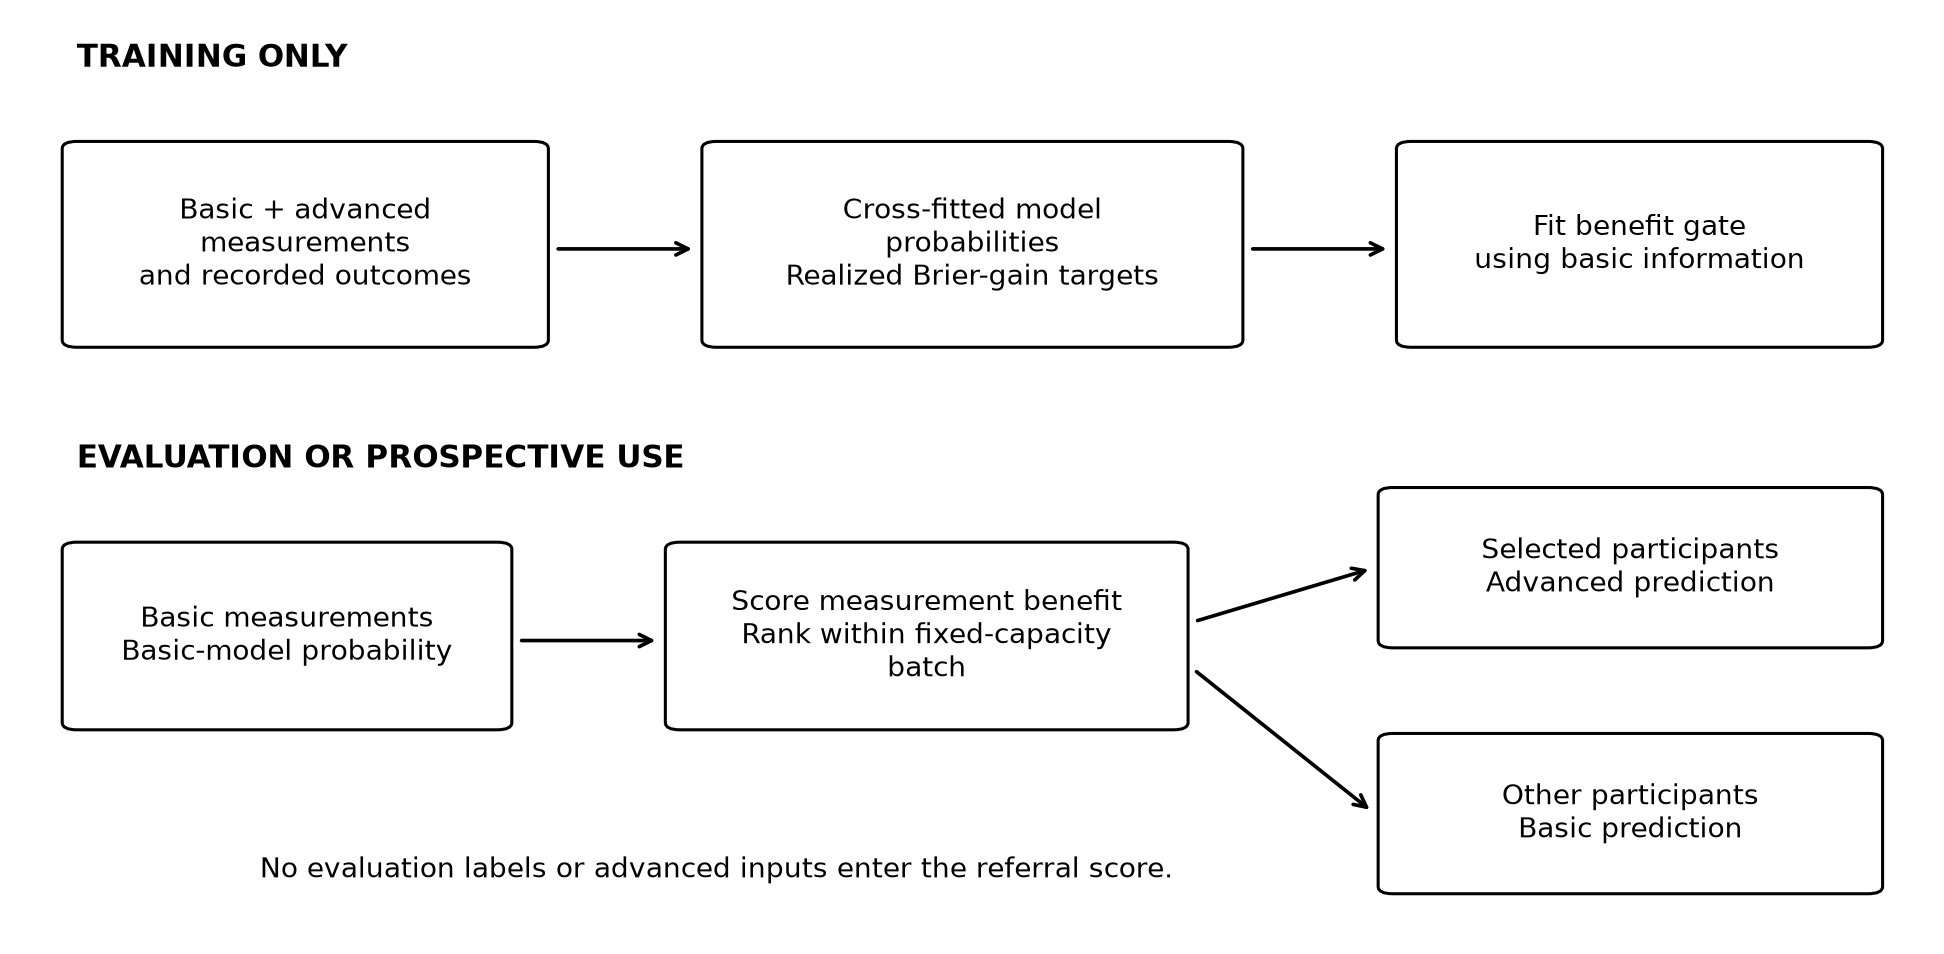 TRAINING ONLY
Basic + advanced
measurements
and recorded outcomes
Cross-fitted model
probabilities
Realized Brier-gain targets
Fit benefit gate
using basic information
EVALUATION OR PROSPECTIVE USE
Basic measurements
Basic-model probability
Score measurement benefit
Rank within fixed-capacity
batch
Selected participants
Advanced prediction
Other participants
Basic prediction
No evaluation labels or advanced inputs enter the referral score.